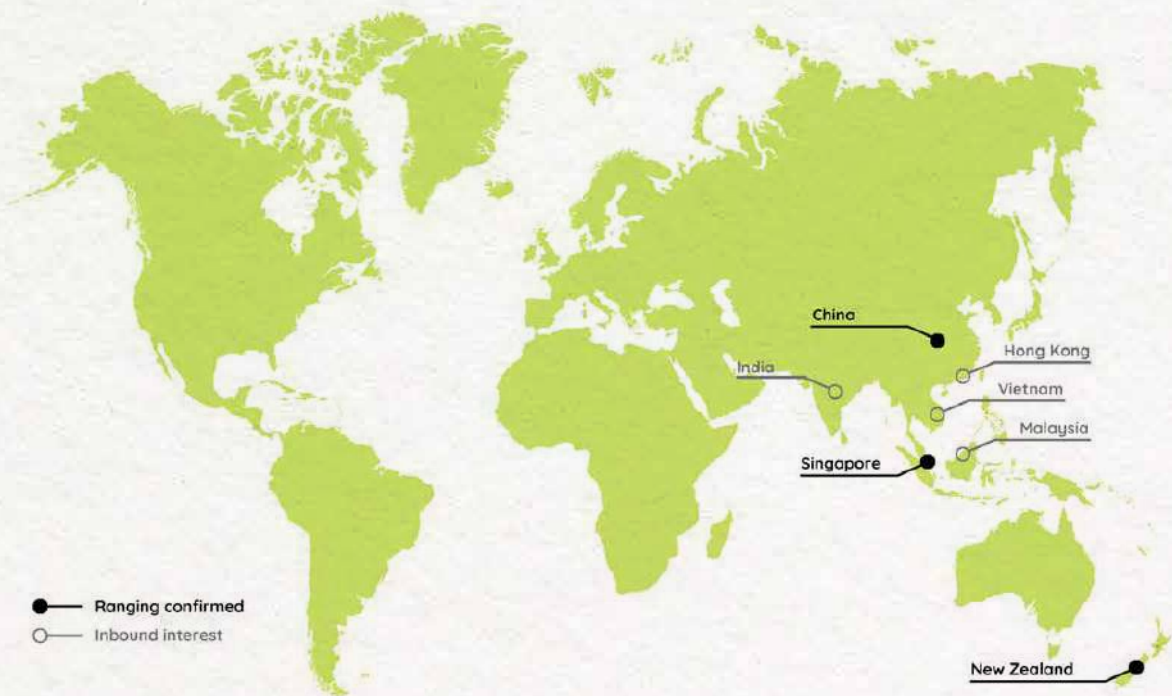 China
Hong Kong
India
Vietnam
Malaysia
Singapore
Ranging confirmed
Inbound interest
New Zealand